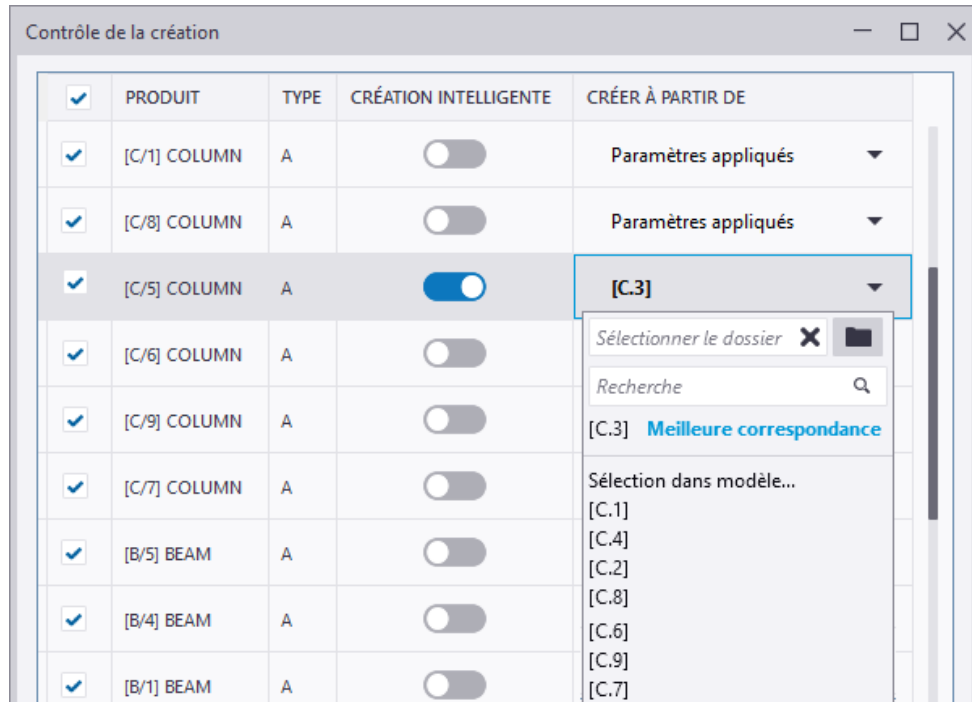 Contrôle de la création
PRODUIT TYPE CRÉATION INTELLIGENTE CRÉER À PARTIR DE
[C/1] COLUMN A Paramètres appliqués
[C/8] COLUMN A Paramètres appliqués
[C/5] COLUMN A [C.3]
Sélectionner le dossier
[C/6] COLUMN A
Recherche
[C/9] COLUMN A
[C.3] Meilleure correspondance
[C/7] COLUMN A
Sélection dans modèle...
[C.1]
[C.4]
[B/5] BEAM A
[C.2]
[C.8]
[B/4] BEAM A
[C.6]
[C.9]
[B/1] BEAM A
[C.7]